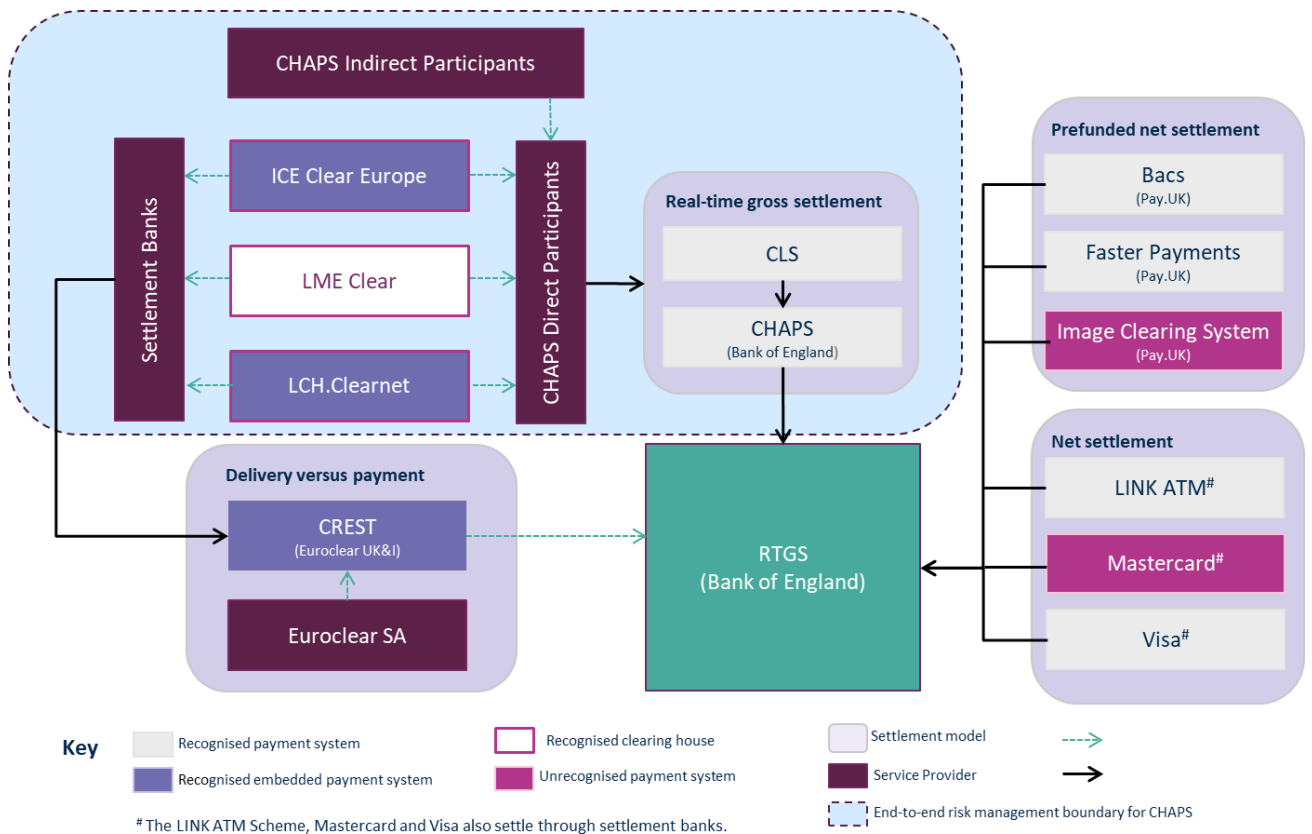 CHAPS Indirect Participants
Settlement Banks
ICE Clear Europe
LME Clear
LCH.Clearnet
CHAPS Direct Participants
Real-time gross settlement
CLS
CHAPS
(Bank of England)
Prefunded net settlement
Bacs
(Pay.UK)
Faster Payments
(Pay.UK)
Image Clearing System
(Pay.UK)
Net settlement
LINK ATM#
Mastercard#
Visa#
Delivery versus payment
CREST
(Euroclear UK&I)
Euroclear SA
RTGS
(Bank of England)
Key
Recognised payment system
Recognised embedded payment system
Recognised clearing house
Unrecognised payment system
Settlement model
Service Provider
End-to-end risk management boundary for CHAPS
# The LINK ATM Scheme, Mastercard and Visa also settle through settlement banks.